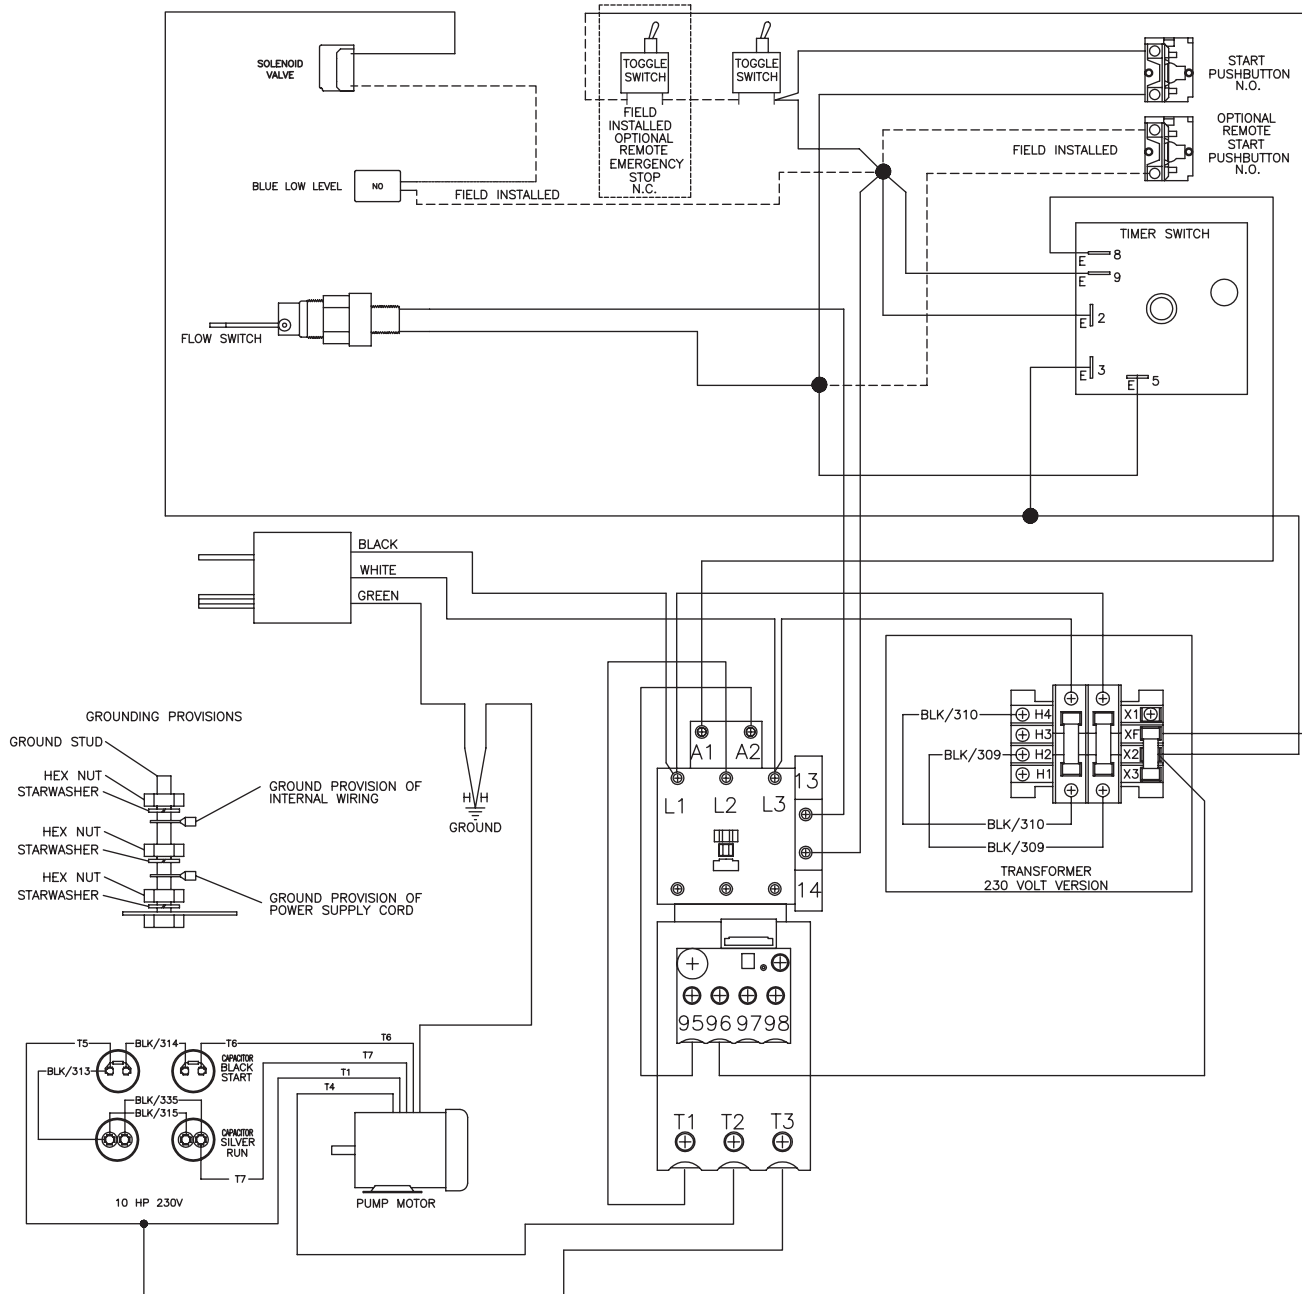 SOLENOID
VALVE
TOGGLE
SWITCH
TOGGLE
SWITCH
START
PUSHBUTTON
N.O.
FIELD
INSTALLED
OPTIONAL
REMOTE
EMERGENCY
STOP
N.C.
OPTIONAL
REMOTE
START
PUSHBUTTON
N.O.
FIELD INSTALLED
BLUE LOW LEVEL
NO
FIELD INSTALLED
TIMER SWITCH
E 8
E 9
E 2
E 3
E 5
FLOW SWITCH
BLACK
WHITE
GREEN
GROUNDING PROVISIONS
GROUND STUD
HEX NUT
STARWASHER
GROUND PROVISION OF
INTERNAL WIRING
HEX NUT
STARWASHER
HEX NUT
STARWASHER
GROUND PROVISION OF
POWER SUPPLY CORD
H H
GROUND
A1 A2
L1 L2 L3
13
14
BLK/310
BLK/309
H4
H3
H2
H1
X1
XF
X2
X3
BLK/310
BLK/309
TRANSFORMER
230 VOLT VERSION
95 96 97 98
T1 T2 T3
T5
BLK/314
T6
T6
BLK/313
CAPACITOR
BLACK
START
T7
T1
T4
BLK/335
BLK/315
CAPACITOR
SILVER
RUN
T7
10 HP 230V
PUMP MOTOR